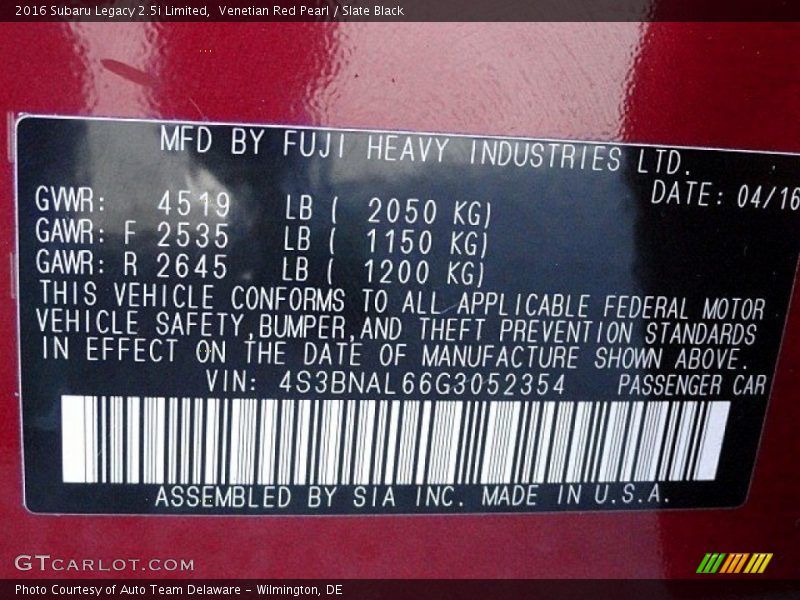 2016 Subaru Legacy 2.5i Limited,  Venetian Red Pearl / Slate Black
MFD BY FUJI HEAVY INDUSTRIES LTD.
DATE: 04/16
GVWR: 4519 LB ( 2050 KG)
GAWR: F 2535 LB ( 1150 KG)
GAWR: R 2645 LB ( 1200 KG)
THIS VEHICLE CONFORMS TO ALL APPLICABLE FEDERAL MOTOR
VEHICLE SAFETY,BUMPER,AND THEFT PREVENTION STANDARDS
IN EFFECT ON THE DATE OF MANUFACTURE SHOWN ABOVE.
VIN: 4S3BNAL66G3052354 PASSENGER CAR
ASSEMBLED BY SIA INC. MADE IN U.S.A.
GTCARLOT.COM
Photo Courtesy of Auto Team Delaware - Wilmington, DE